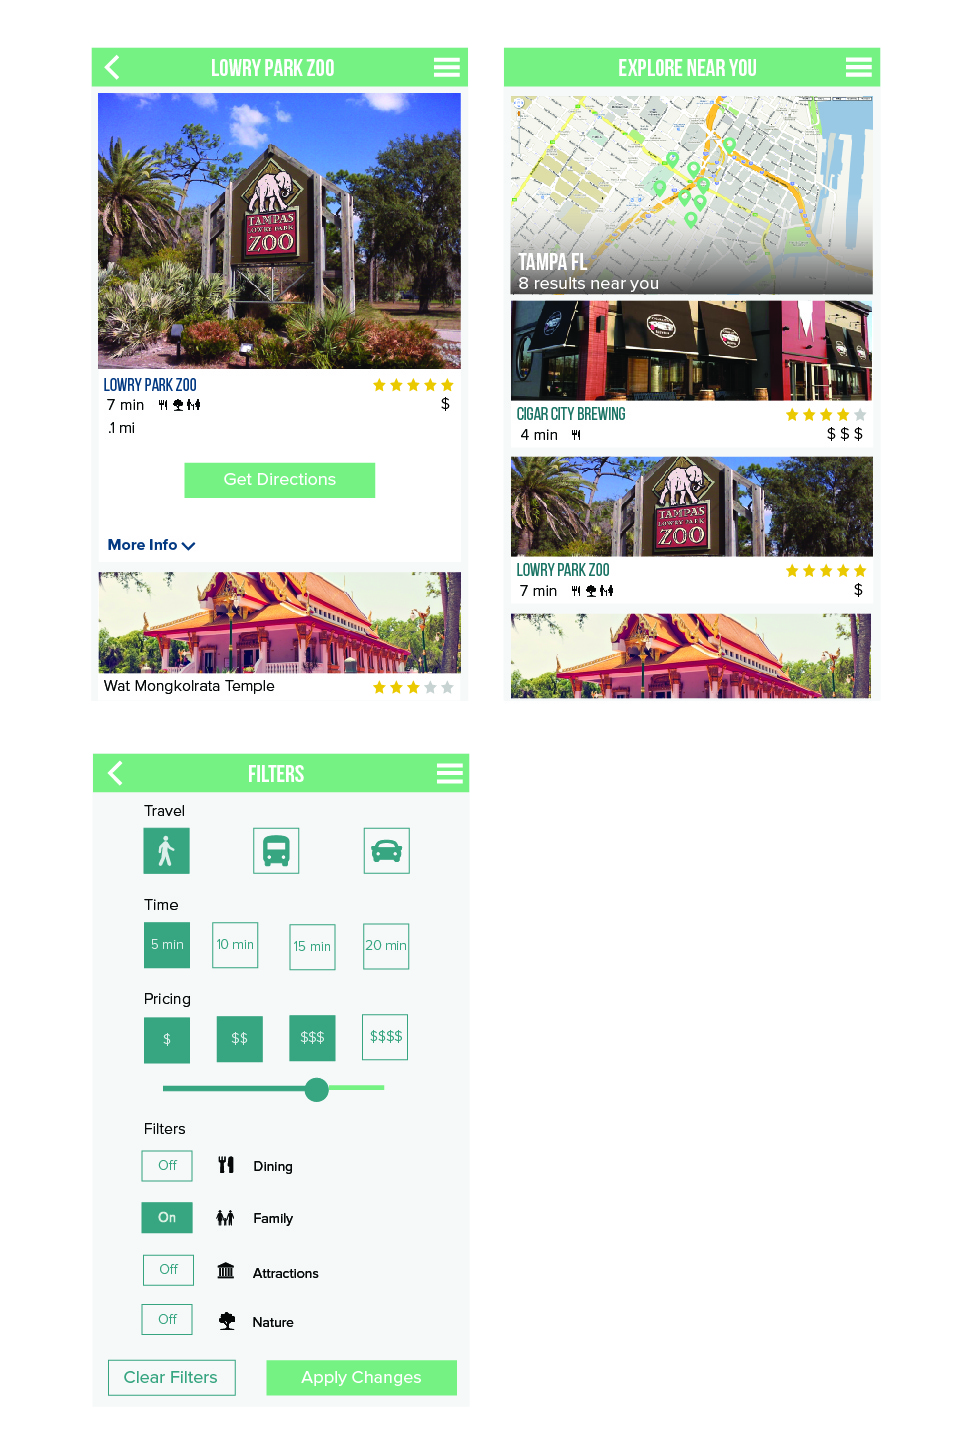 LOWRY PARK ZOO
TAMPAS
LOWRY PARK
ZOO
LOWRY PARK ZOO
7 min
$
.1 mi
Get Directions
More Info
Wat Mongkolrata Temple
EXPLORE NEAR YOU
TAMPA FL
8 results near you
CIGAR CITY BREWING
4 min
$ $ $
TAMPAS
LOWRY PARK
ZOO
LOWRY PARK ZOO
7 min
$
FILTERS
Travel
Time
5 min 10 min 15 min 20 min
Pricing
$ $$ $$$ $$$$
Filters
Off Dining
On Family
Off Attractions
Off Nature
Clear Filters Apply Changes